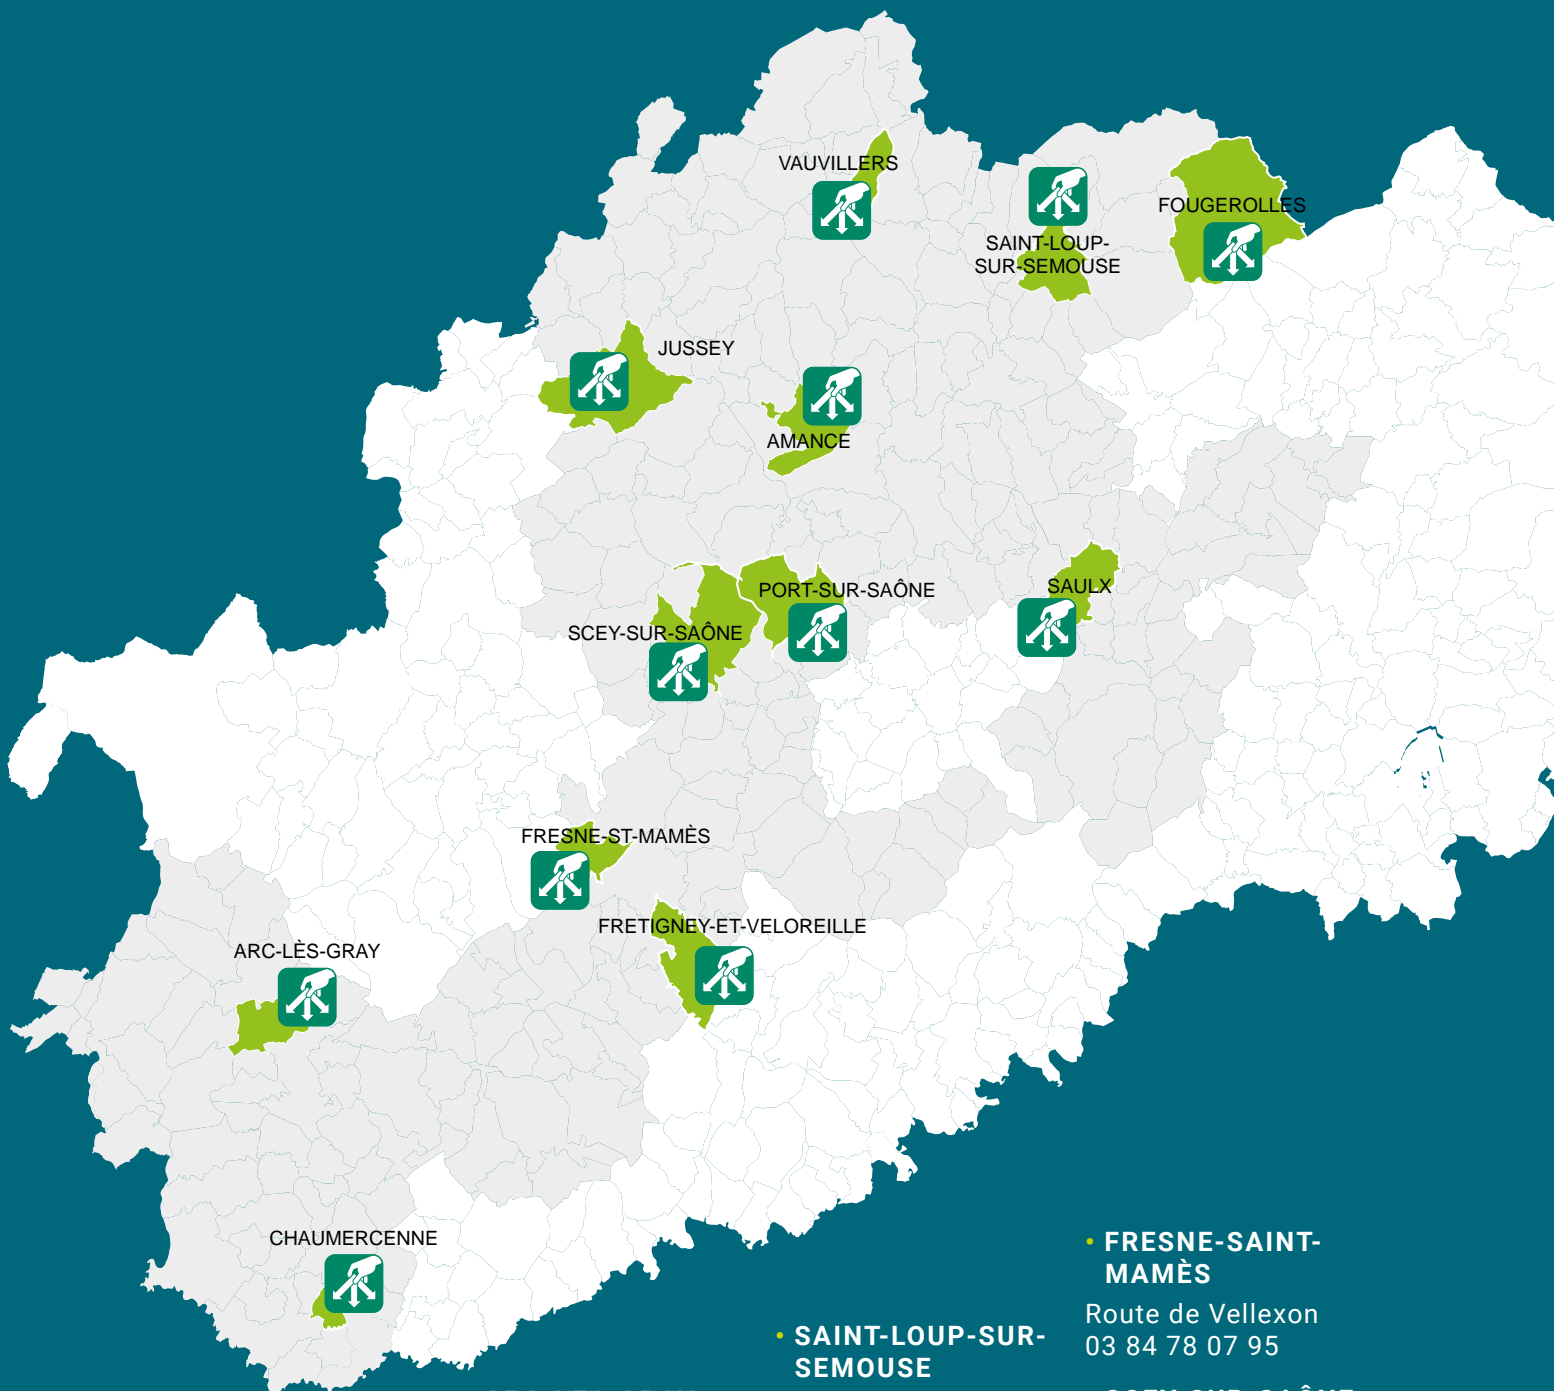 VAUVILLERS
FOUGEROLLES
SAINT-LOUP-
SUR-SEMOUSE
JUSSEY
AMANCE
PORT-SUR-SAÔNE
SAULX
SCEY-SUR-SAÔNE
FRESNE-ST-MAMÈS
FRETIGNEY-ET-VELOREILLE
ARC-LÈS-GRAY
CHAUMERCENNE
• FRESNE-SAINT-
MAMÈS
Route de Vellexon
03 84 78 07 95
• SAINT-LOUP-SUR-
SEMOUSE